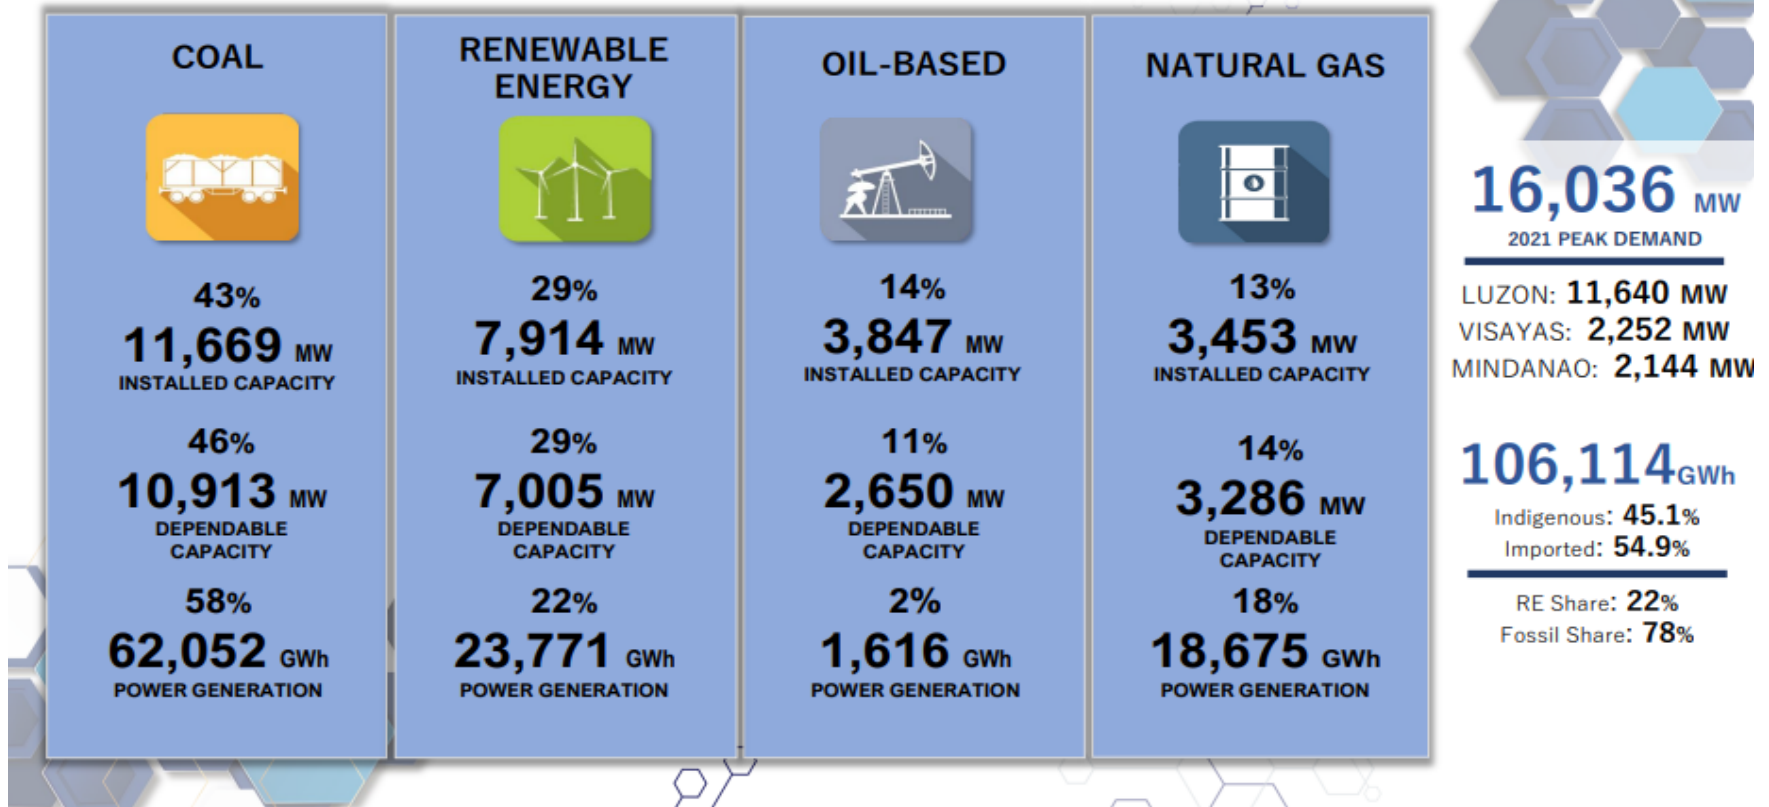 COAL
43%
11,669 MW
INSTALLED CAPACITY
46%
10,913 MW
DEPENDABLE
CAPACITY
58%
62,052 GWh
POWER GENERATION
RENEWABLE
ENERGY
29%
7,914 MW
INSTALLED CAPACITY
29%
7,005 MW
DEPENDABLE
CAPACITY
22%
23,771 GWh
POWER GENERATION
OIL-BASED
14%
3,847 MW
INSTALLED CAPACITY
11%
2,650 MW
DEPENDABLE
CAPACITY
2%
1,616 GWh
POWER GENERATION
NATURAL GAS
13%
3,453 MW
INSTALLED CAPACITY
14%
3,286 MW
DEPENDABLE
CAPACITY
18%
18,675 GWh
POWER GENERATION
16,036 MW
2021 PEAK DEMAND
LUZON: 11,640 MW
VISAYAS: 2,252 MW
MINDANAO: 2,144 MW
106,114GWh
Indigenous: 45.1%
Imported: 54.9%
RE Share: 22%
Fossil Share: 78%